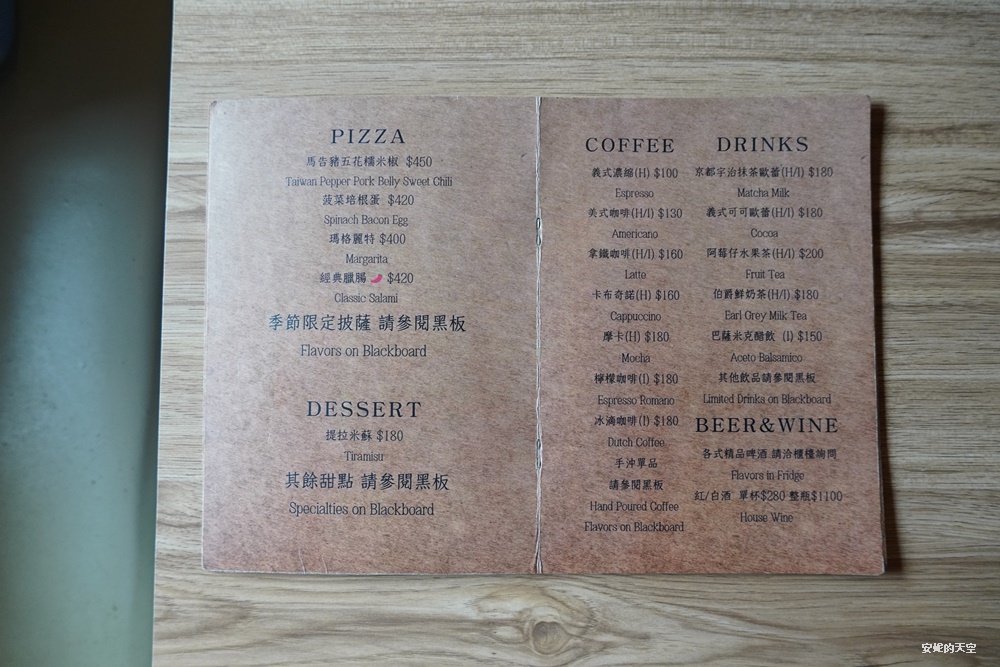 PIZZA
馬告豬五花糯米椒 $450
Taiwan Pepper Pork Belly Sweet Chili
菠菜培根蛋 $420
Spinach Bacon Egg
瑪格麗特 $400
Margarita
經典臘腸 $420
Classic Salami
季節限定披薩 請參閱黑板
Flavors on Blackboard
DESSERT
提拉米蘇 $180
Tiramisu
其餘甜點 請參閱黑板
Specialties on Blackboard
COFFEE
義式濃縮(H) $100
Espresso
美式咖啡(H/I) $130
Americano
拿鐵咖啡(H/I) $160
Latte
卡布奇諾(H) $160
Cappuccino
摩卡(H) $180
Mocha
檸檬咖啡(I) $180
Espresso Romano
冰滴咖啡(I) $180
Dutch Coffee
手沖單品
請參閱黑板
Hand Poured Coffee
Flavors on Blackboard
DRINKS
京都宇治抹茶歐蕾(H/I) $180
Matcha Milk
義式可可歐蕾(H/I) $180
Cocoa
阿莓仔水果茶(H/I) $200
Fruit Tea
伯爵鮮奶茶(H/I) $180
Earl Grey Milk Tea
巴薩米克醋飲 (I) $150
Aceto Balsamico
其他飲品請參閱黑板
Limited Drinks on Blackboard
BEER&WINE
各式精品啤酒 請洽櫃檯詢問
Flavors in Fridge
紅/白酒 單杯$280 整瓶$1100
House Wine
安妮的天空